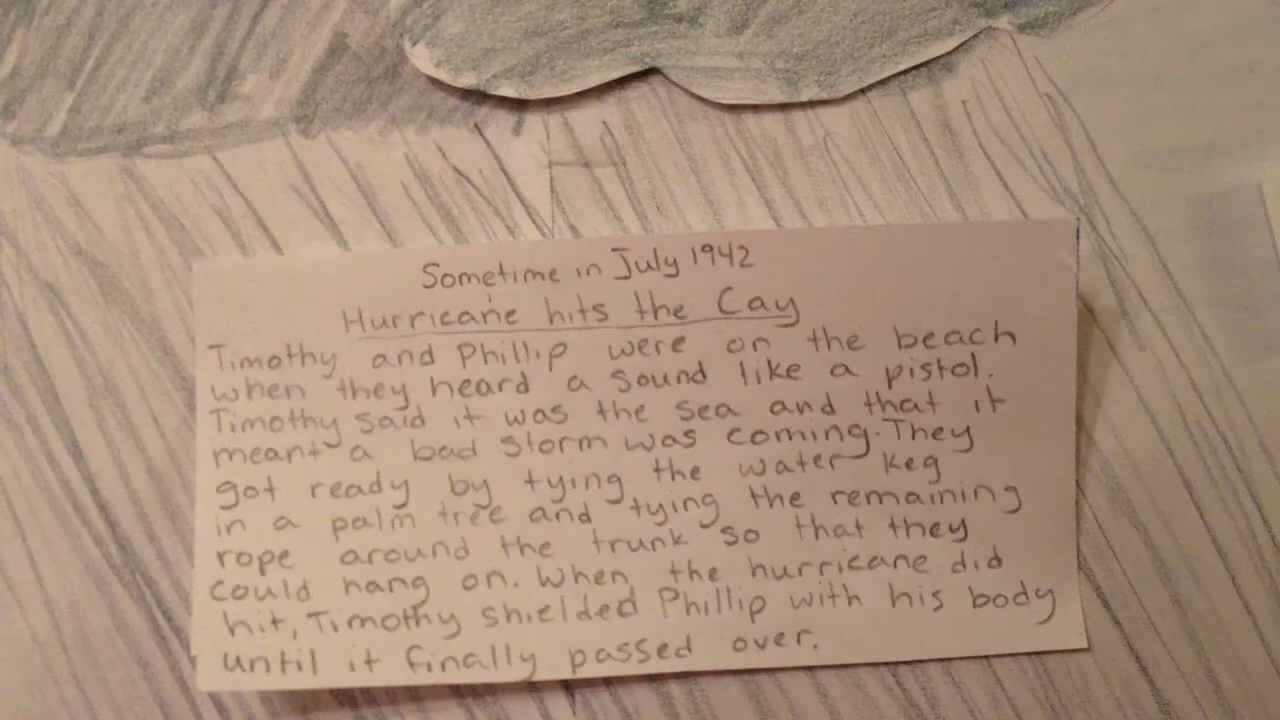 Sometime in July 1942
Hurricane hits the Cay
Timothy and Phillip were on the beach
when they heard a sound like a pistol.
Timothy said it was the sea and that it
meant a bad storm was coming. They
got ready by tying the water keg
in a palm tree and tying the remaining
rope around the trunk so that they
could hang on. When the hurricane did
hit, Timothy shielded Phillip with his body
until it finally passed over.